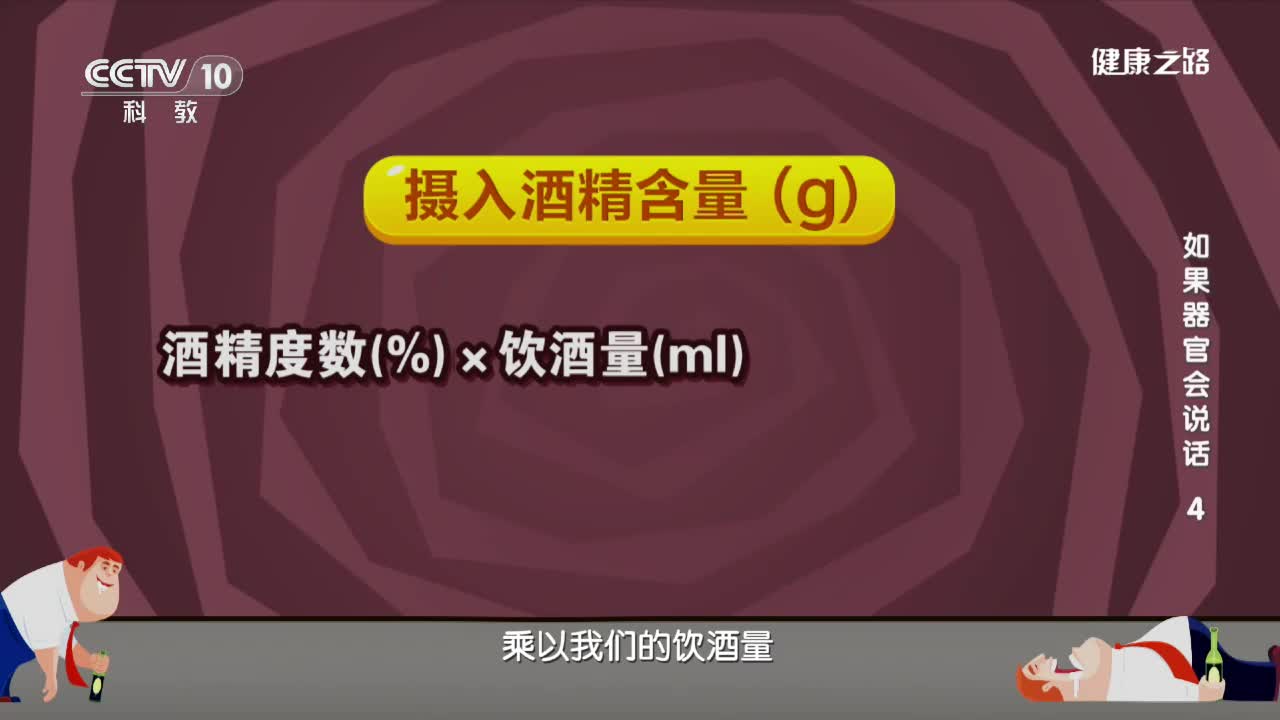 CCTV 10
科教
健康之路
摄入酒精含量（g）
酒精度数(%)×饮酒量(ml)
如果器官会说话 4
乘以我们的饮酒量